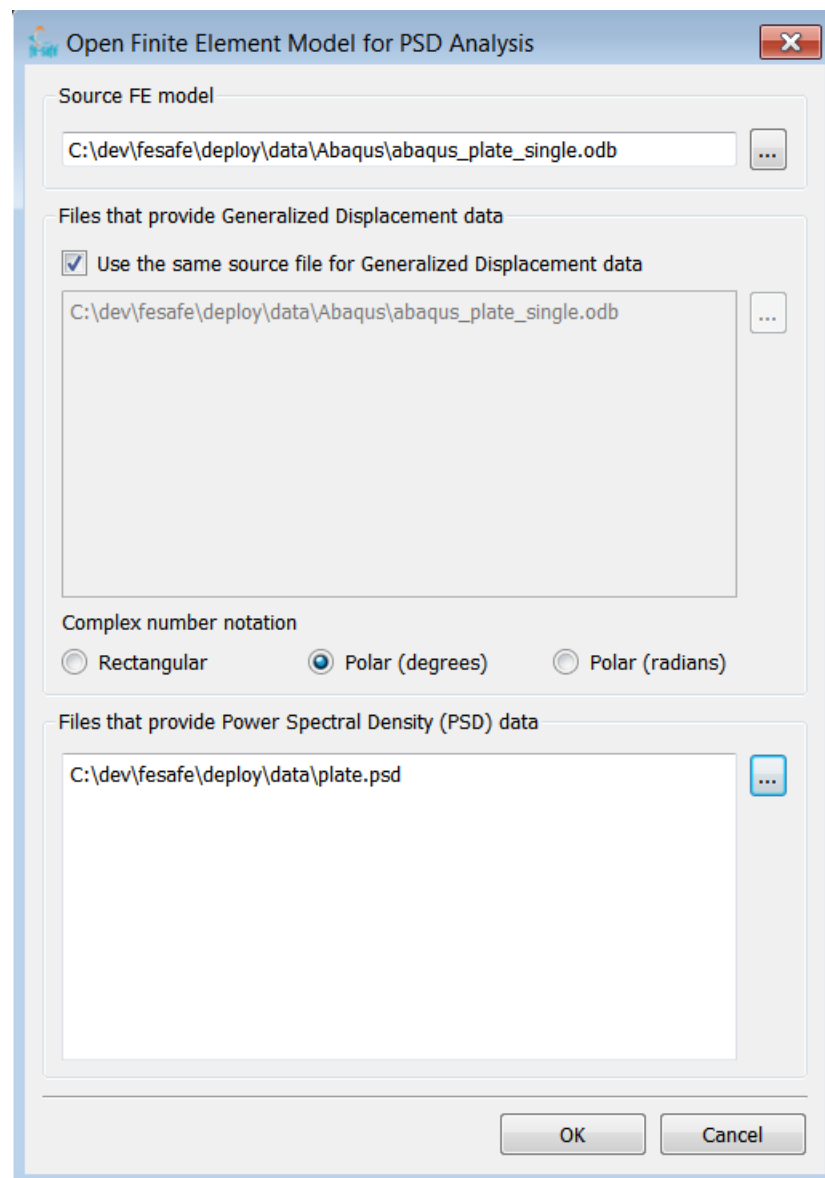 Open Finite Element Model for PSD Analysis
Source FE model
C:\dev\fesafe\deploy\data\Abaqus\abaqus_plate_single.odb
...
Files that provide Generalized Displacement data
Use the same source file for Generalized Displacement data
C:\dev\fesafe\deploy\data\Abaqus\abaqus_plate_single.odb
...
Complex number notation
Rectangular Polar (degrees) Polar (radians)
Files that provide Power Spectral Density (PSD) data
C:\dev\fesafe\deploy\data\plate.psd
...
OK Cancel